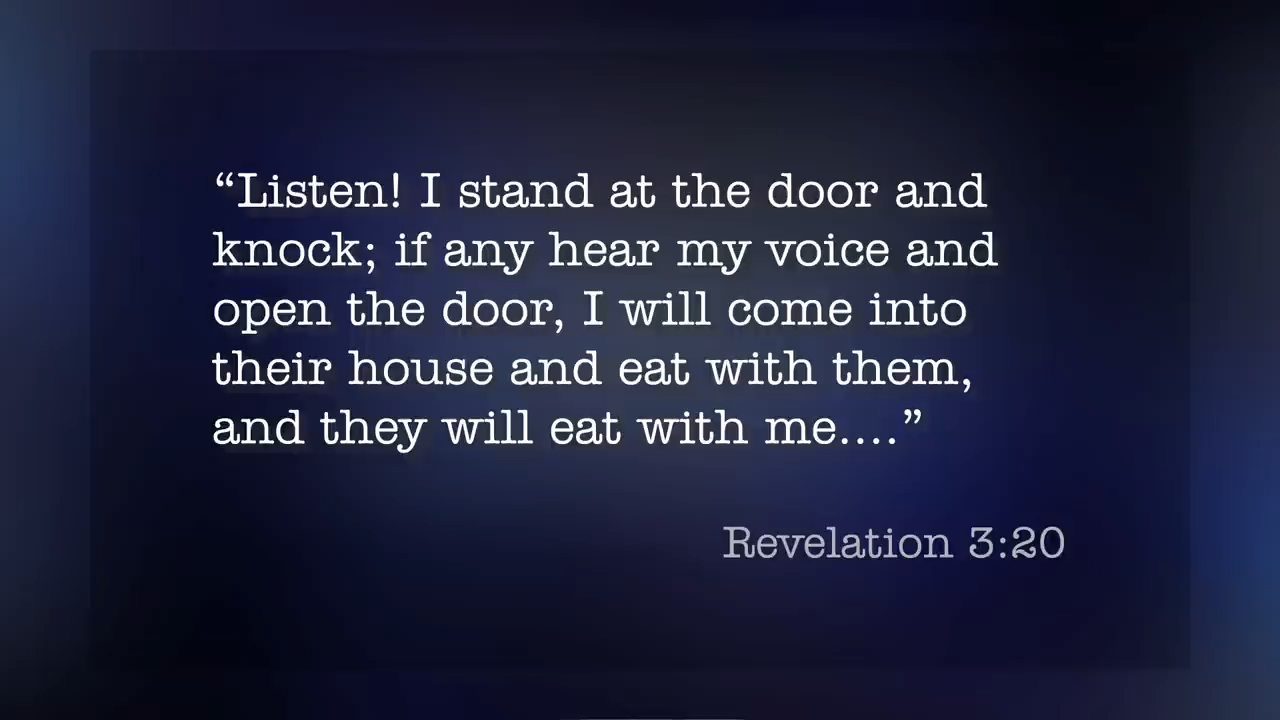 “Listen! I stand at the door and
knock; if any hear my voice and
open the door, I will come into
their house and eat with them,
and they will eat with me....”
Revelation 3:20